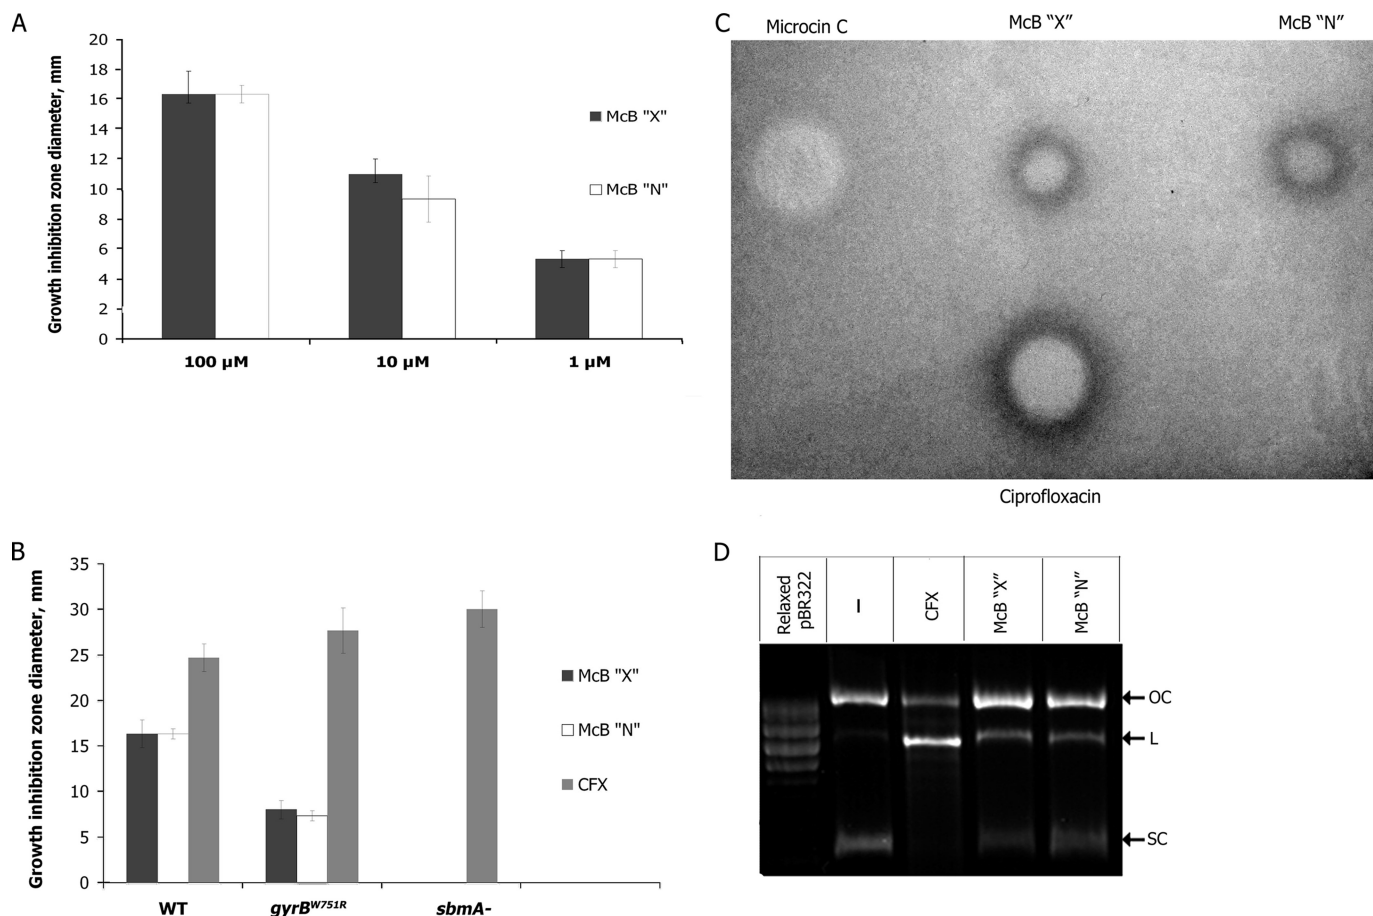 A
Growth inhibition zone diameter, mm
20
18
16
14
12
10
8
6
4
2
0
100 μM
10 μM
1 μM
McB "X"
McB "N"
B
Growth inhibition zone diameter, mm
35
30
25
20
15
10
5
0
WT
gyrB^W751R
sbmA-
McB "X"
McB "N"
CFX
C
Microcin C
McB “X”
McB “N”
Ciprofloxacin
D
Relaxed
pBR322
I
CFX
McB “X”
McB “N”
OC
L
SC